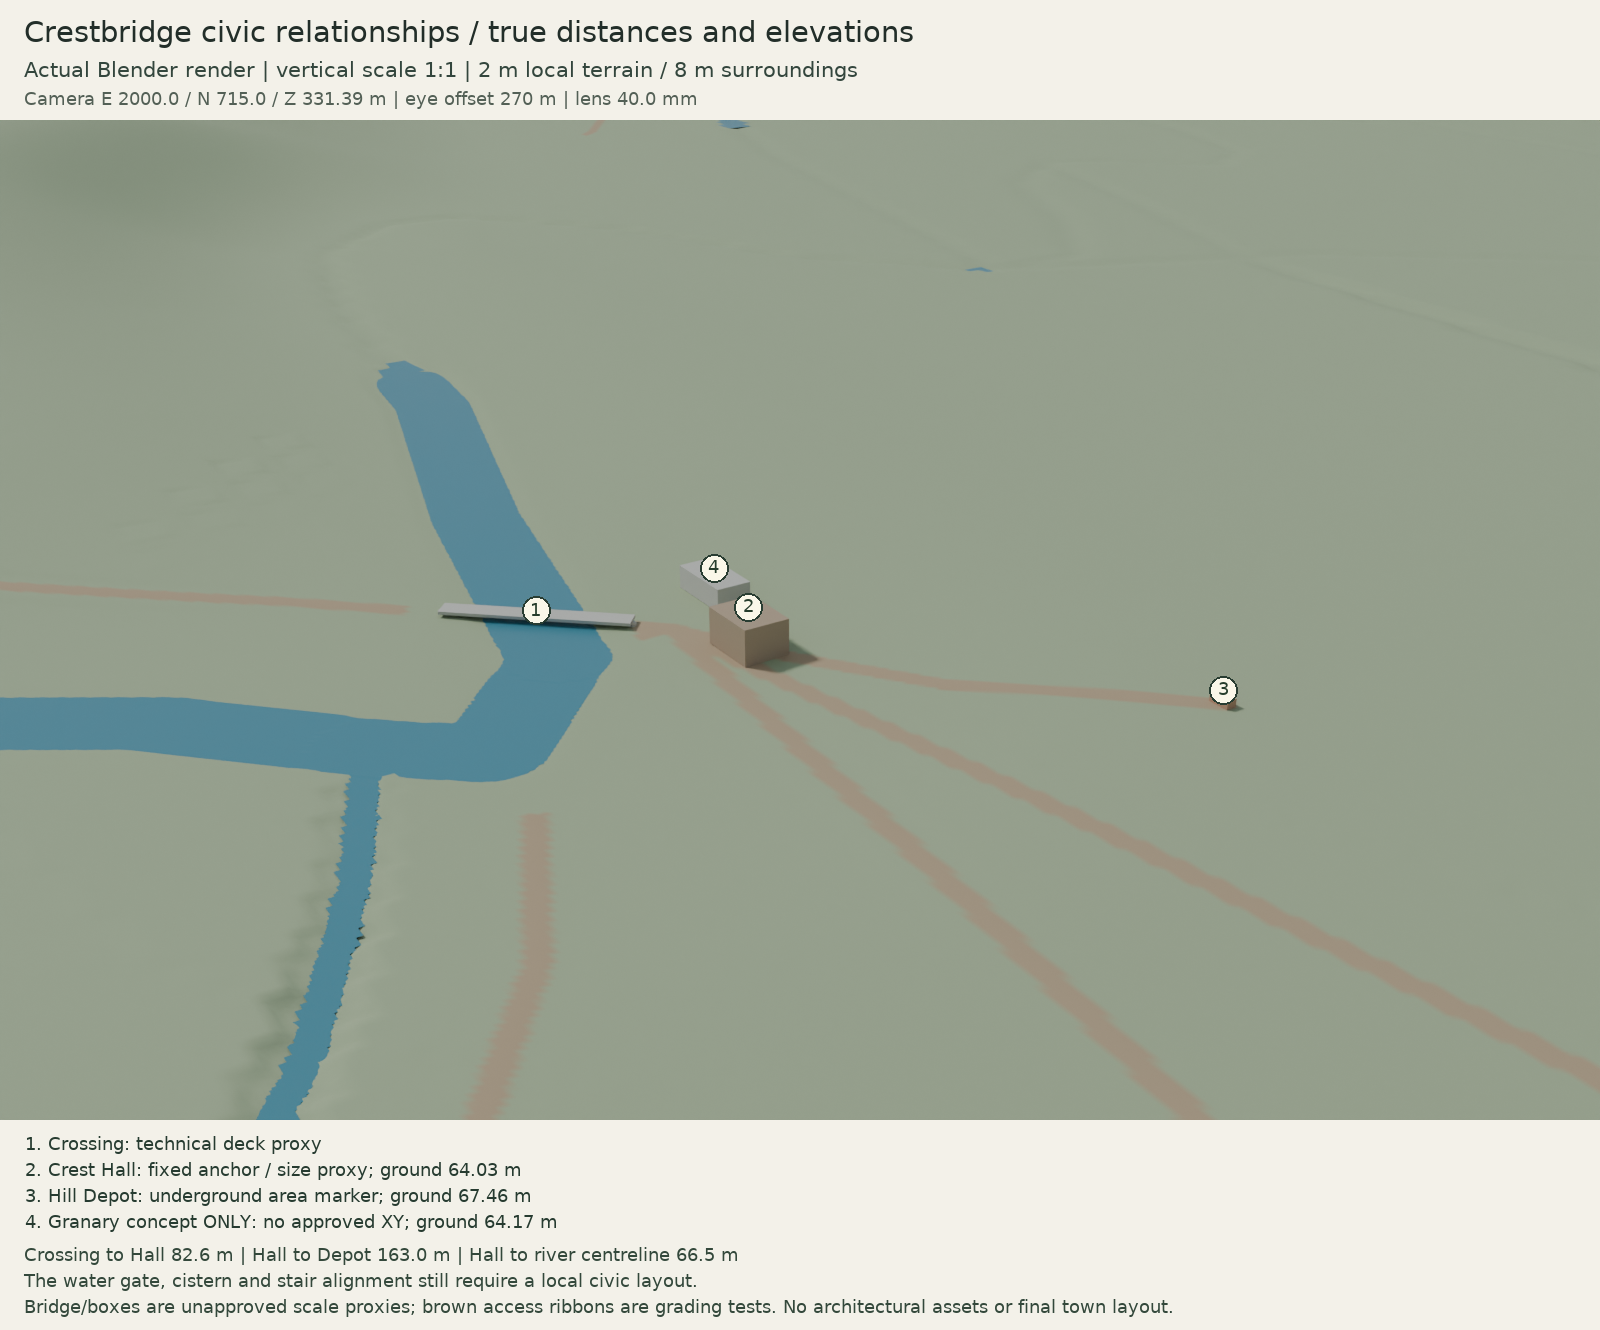 Crestbridge civic relationships / true distances and elevations
Actual Blender render | vertical scale 1:1 | 2 m local terrain / 8 m surroundings
Camera E 2000.0 / N 715.0 / Z 331.39 m | eye offset 270 m | lens 40.0 mm
4
2
1
3
1. Crossing: technical deck proxy
2. Crest Hall: fixed anchor / size proxy; ground 64.03 m
3. Hill Depot: underground area marker; ground 67.46 m
4. Granary concept ONLY: no approved XY; ground 64.17 m
Crossing to Hall 82.6 m | Hall to Depot 163.0 m | Hall to river centreline 66.5 m
The water gate, cistern and stair alignment still require a local civic layout.
Bridge/boxes are unapproved scale proxies; brown access ribbons are grading tests. No architectural assets or final town layout.